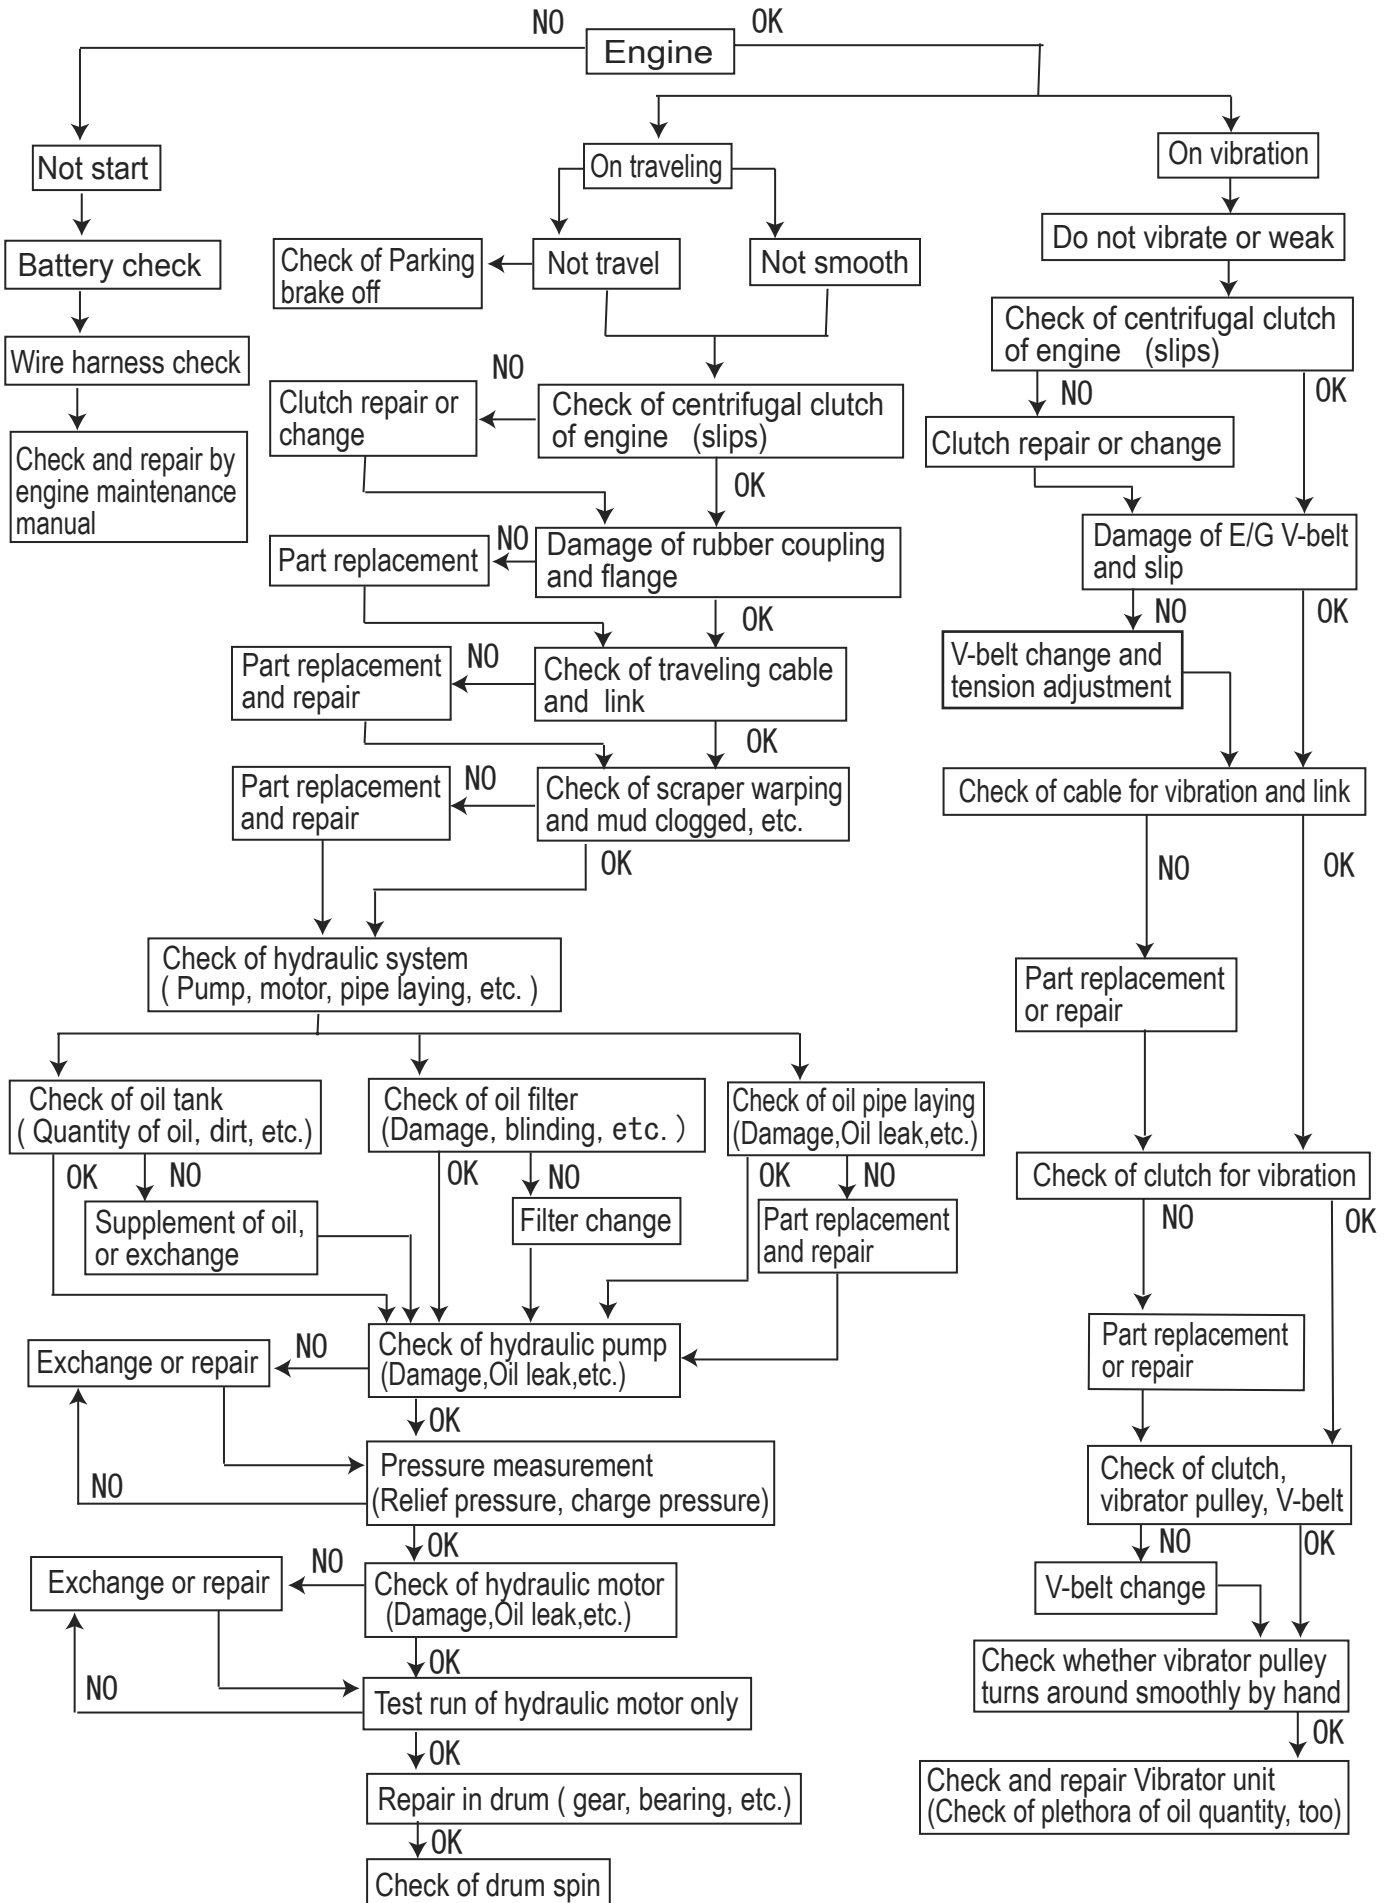 NO
OK
Engine
Not start
On traveling
On vibration
Battery check
Check of Parking
brake off
Not travel
Not smooth
Do not vibrate or weak
Wire harness check
Check of centrifugal clutch
of engine (slips)
NO
OK
Check and repair by
engine maintenance
manual
Clutch repair or
change
NO
Check of centrifugal clutch
of engine (slips)
OK
Clutch repair or change
Part replacement
NO
Damage of rubber coupling
and flange
OK
Damage of E/G V-belt
and slip
NO
OK
Part replacement
and repair
NO
Check of traveling cable
and link
OK
V-belt change and
tension adjustment
Part replacement
and repair
NO
Check of scraper warping
and mud clogged, etc.
OK
Check of cable for vibration and link
NO
OK
Check of hydraulic system
( Pump, motor, pipe laying, etc. )
Part replacement
or repair
Check of oil tank
( Quantity of oil, dirt, etc.)
OK
NO
Check of oil filter
(Damage, blinding, etc. )
OK
NO
Check of oil pipe laying
(Damage,Oil leak,etc.)
OK
NO
Check of clutch for vibration
NO
OK
Supplement of oil,
or exchange
Filter change
Part replacement
and repair
Exchange or repair
NO
Check of hydraulic pump
(Damage,Oil leak,etc.)
OK
Part replacement
or repair
NO
Pressure measurement
(Relief pressure, charge pressure)
OK
Check of clutch,
vibrator pulley, V-belt
NO
OK
Exchange or repair
NO
Check of hydraulic motor
(Damage,Oil leak,etc.)
OK
V-belt change
NO
Test run of hydraulic motor only
OK
Check whether vibrator pulley
turns around smoothly by hand
OK
Repair in drum ( gear, bearing, etc.)
OK
Check and repair Vibrator unit
(Check of plethora of oil quantity, too)
Check of drum spin